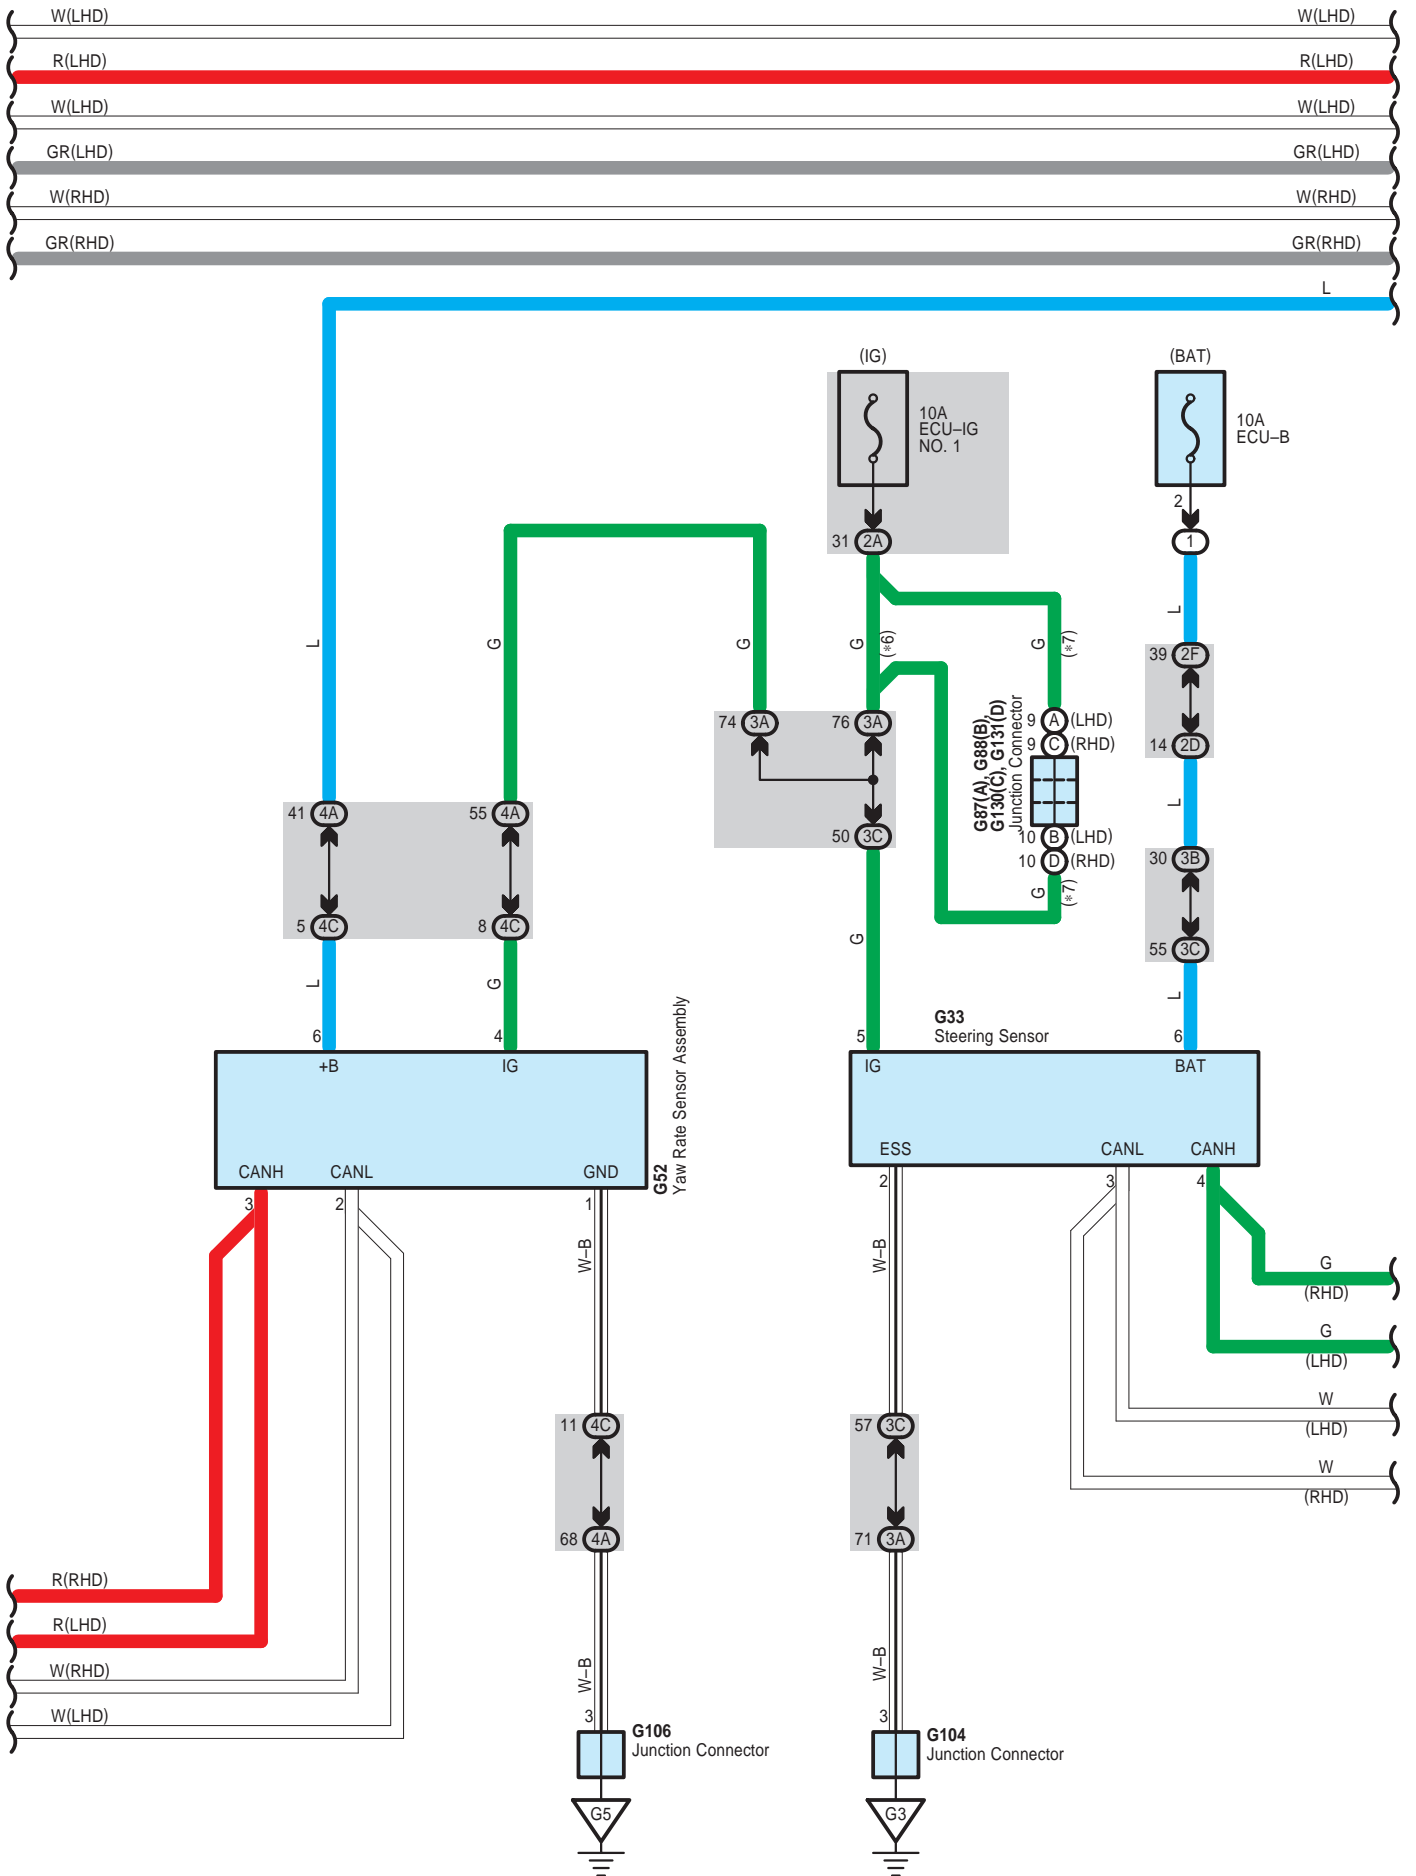 W(LHD) W(LHD)
R(LHD) R(LHD)
W(LHD) W(LHD)
GR(LHD) GR(LHD)
W(RHD) W(RHD)
GR(RHD) GR(RHD)
L
(IG) (BAT)
10A
ECU–IG
NO. 1
10A
ECU–B
2
31 2A 1
L G G G (*6) G (*7) L
39 2F
74 3A 76 3A
9 A (LHD)
9 C (RHD)
G87(A), G88(B),
G130(C), G131(D)
Junction Connector
14 2D
41 4A 55 4A
L
50 3C
10 B (LHD)
10 D (RHD)
30 3B
G (*7)
5 4C 8 4C
G
55 3C
L G L
G33
Steering Sensor
6 4 5 6
+B IG IG BAT
G52
Yaw Rate Sensor Assembly
ESS CANL CANH
CANH CANL GND
2 3 4
3 2 1
W–B W–B
G
(RHD)
G
(LHD)
W
(LHD)
W
(RHD)
11 4C 57 3C
68 4A 71 3A
R(RHD)
R(LHD)
W(RHD)
W(LHD)
W–B W–B
3 3
G106
Junction Connector
G104
Junction Connector
G5 G3